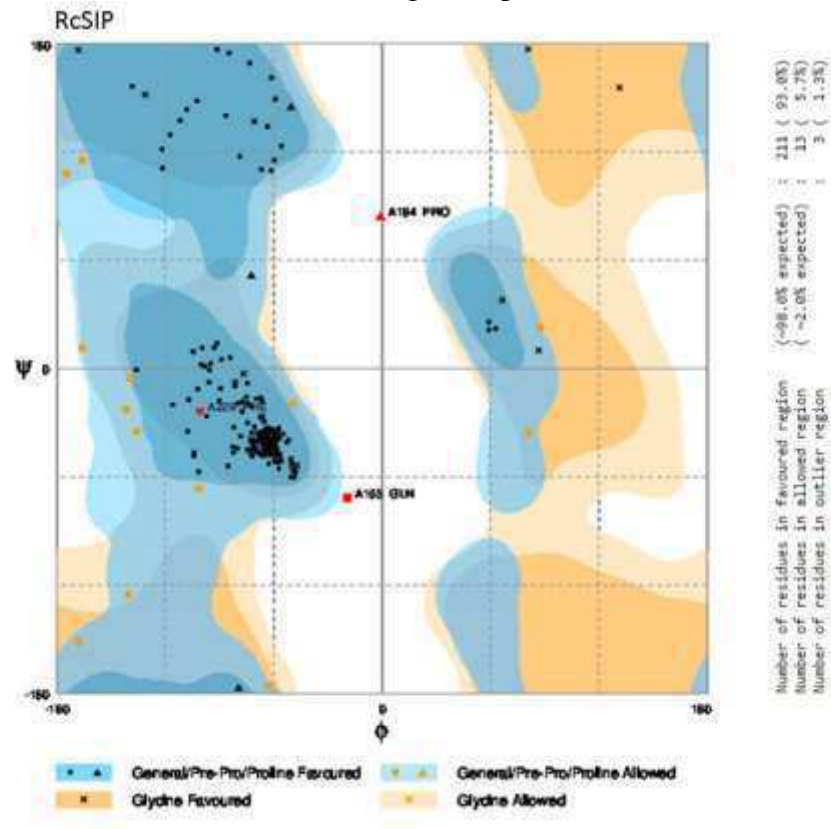 RcSIP
180
A184 PRO
Ψ
0
A163 GLN
-180
-180
0
180
ϕ
General/Pre-Pro/Proline Favoured
General/Pre-Pro/Proline Allowed
Glycine Favoured
Glycine Allowed
Number of residues in favoured region (~98.0% expected) : 211 ( 93.0%)
Number of residues in allowed region ( ~2.0% expected) : 13 ( 5.7%)
Number of residues in outlier region : 3 ( 1.3%)